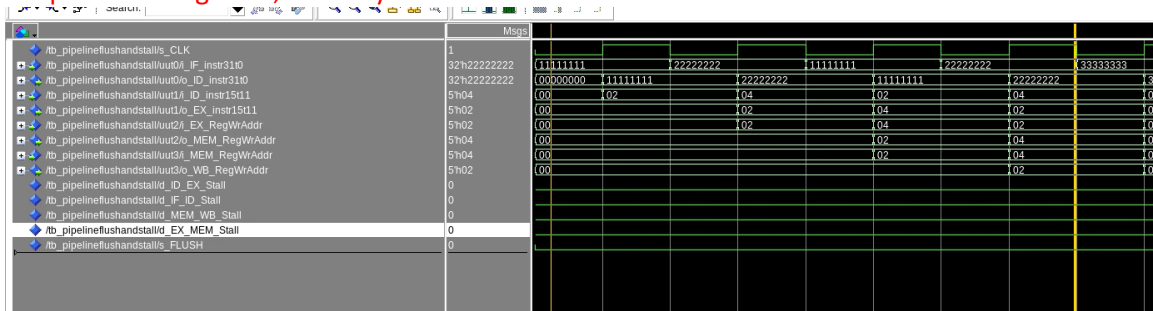 Search:
Msgs
/tb_pipelineflushandstall/s_CLK 1
/tb_pipelineflushandstall/uut0/i_IF_instr31t0 32'h22222222 11111111 22222222 11111111 22222222 33333333
/tb_pipelineflushandstall/uut0/o_ID_instr31t0 32'h22222222 00000000 11111111 22222222 11111111 22222222
/tb_pipelineflushandstall/uut1/i_ID_instr15t11 5'h04 00 02 04 02 04
/tb_pipelineflushandstall/uut1/o_EX_instr15t11 5'h02 00 02 04 02
/tb_pipelineflushandstall/uut2/i_EX_RegWrAddr 5'h02 00 02 04 02
/tb_pipelineflushandstall/uut2/o_MEM_RegWrAddr 5'h04 00 02 04
/tb_pipelineflushandstall/uut3/i_MEM_RegWrAddr 5'h04 00 02 04
/tb_pipelineflushandstall/uut3/o_WB_RegWrAddr 5'h02 00 02
/tb_pipelineflushandstall/d_ID_EX_Stall 0
/tb_pipelineflushandstall/d_IF_ID_Stall 0
/tb_pipelineflushandstall/d_MEM_WB_Stall 0
/tb_pipelineflushandstall/d_EX_MEM_Stall 0
/tb_pipelineflushandstall/s_FLUSH 0